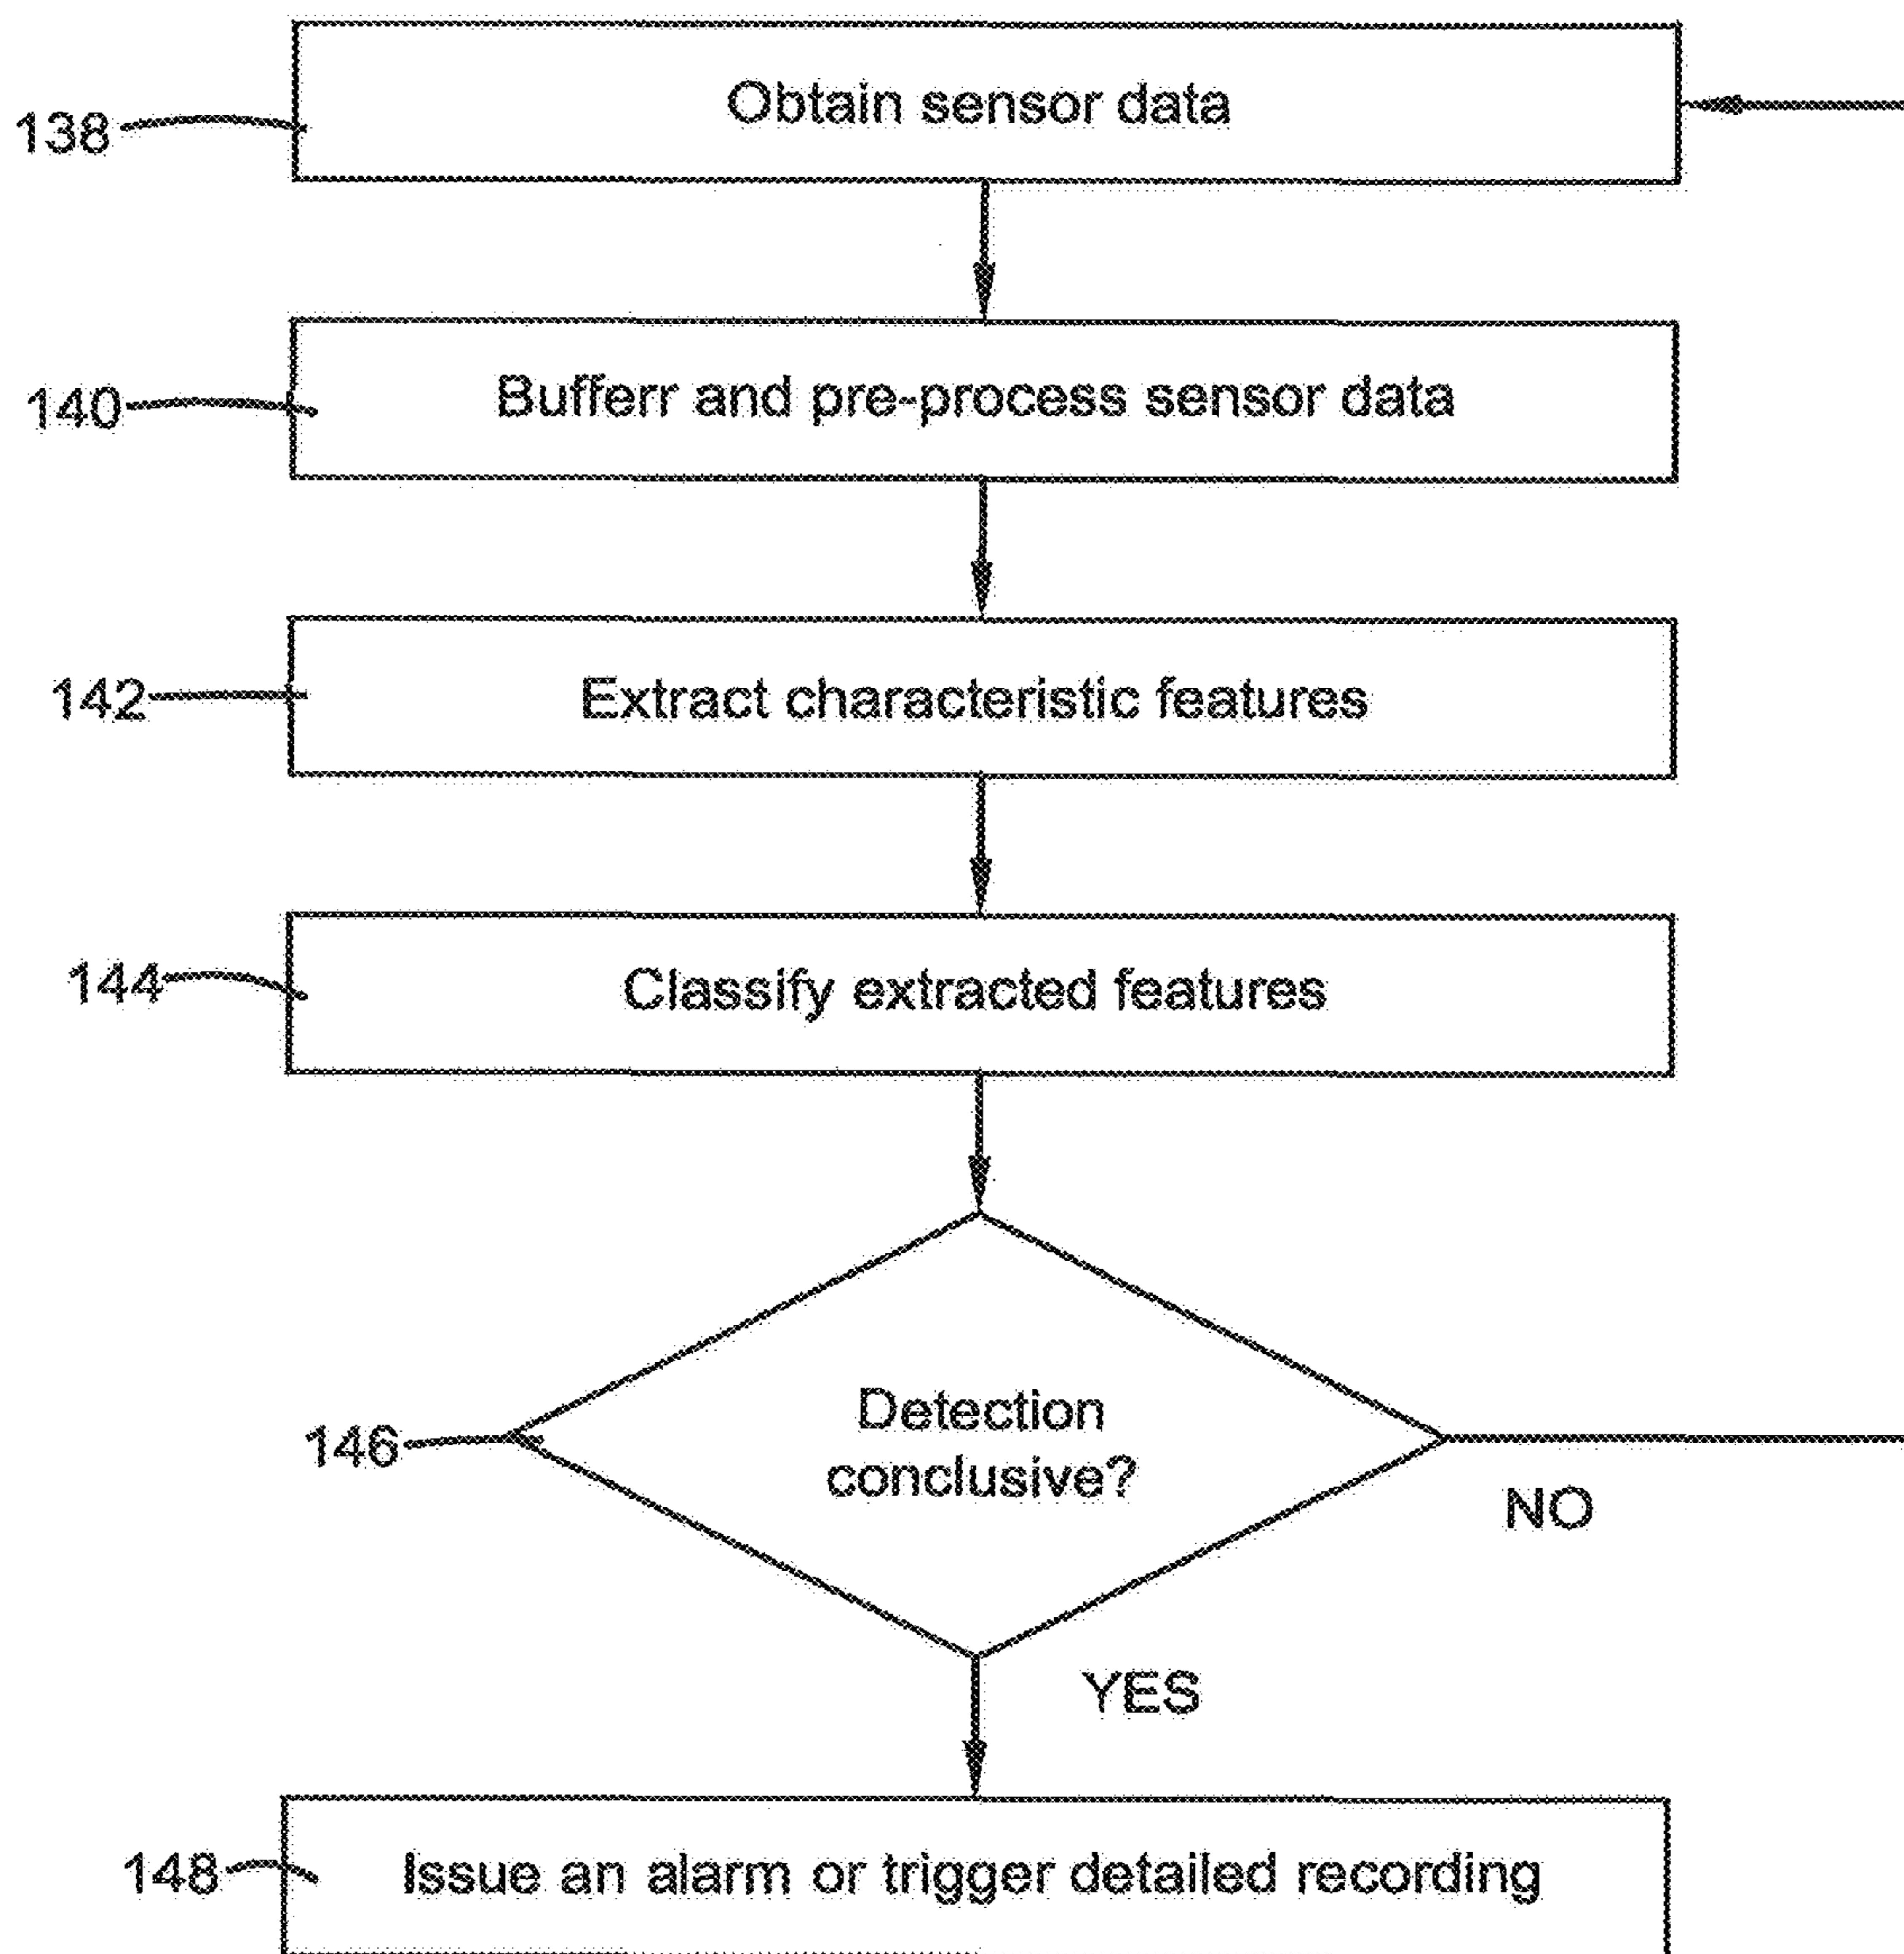 138
Obtain sensor data
140
Bufferr and pre-process sensor data
142
Extract characteristic features
144
Classify extracted features
146
Detection
conclusive?
NO
YES
148
Issue an alarm or trigger detailed recording